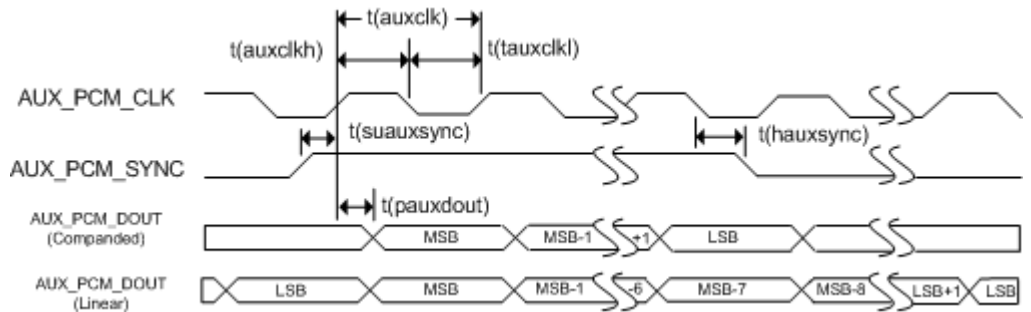 t(auxclk)
t(auxclkh)
t(tauxclkl)
AUX_PCM_CLK
t(suauxsync)
t(hauxsync)
AUX_PCM_SYNC
t(pauxdout)
AUX_PCM_DOUT
(Companded)
MSB MSB-1 +1 LSB
AUX_PCM_DOUT
(Linear)
LSB MSB MSB-1 -6 MSB-7 MSB-8 LSB+1 LSB